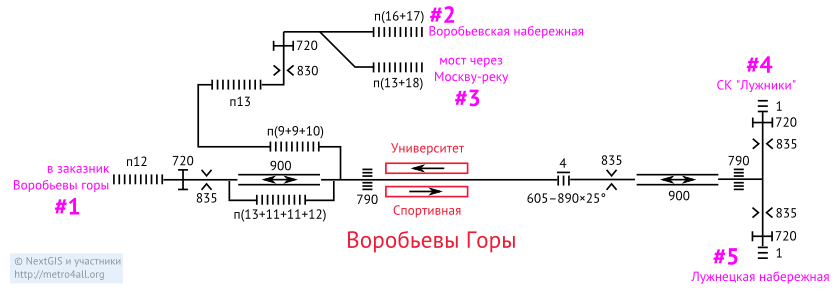 п(16+17)
#2
Воробьевская набережная
720
830
мост через
Москву-реку
п(13+18)
#3
п13
#4
СК "Лужники"
1
720
835
п(9+9+10)
Университет
в заказник
Воробьевы горы
#1
п12
720
835
900
п(13+11+11+12)
790
Спортивная
4
605–890×25°
835
900
790
Воробьевы Горы
835
720
1
#5
Лужнецкая набережная
© NextGIS и участники
http://metro4all.org